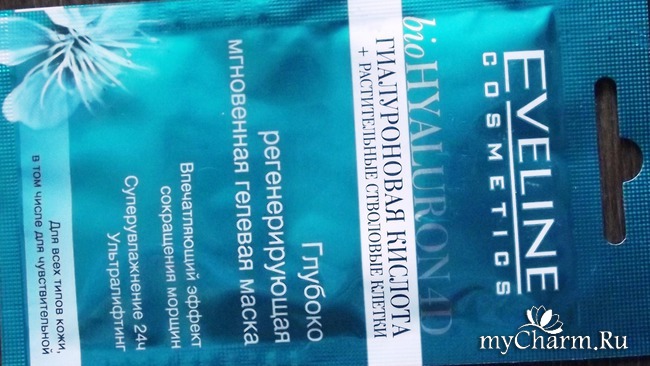 EVELINE
COSMETICS
bioHYALURON 4D
ГИАЛУРОНОВАЯ КИСЛОТА
+ РАСТИТЕЛЬНЫЕ СТВОЛОВЫЕ КЛЕТКИ
Глубоко
регенерирующая
мгновенная гелевая маска
Впечатляющий эффект
сокращения морщин
Суперувлажнение 24ч
Ультралифтинг
Для всех типов кожи,
в том числе для чувствительной
myCharm.Ru